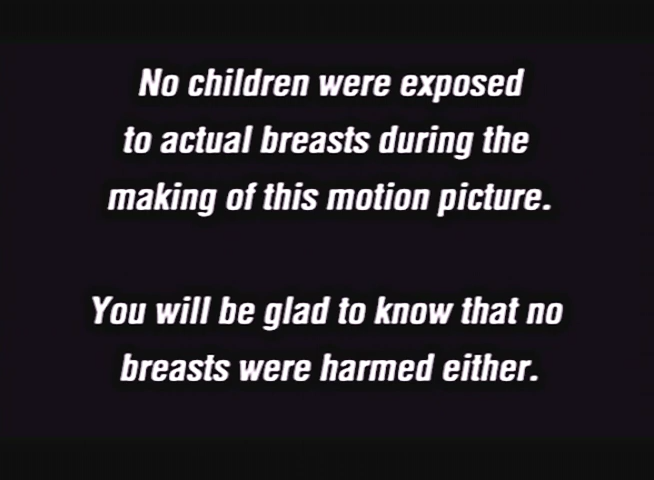 No children were exposed
to actual breasts during the
making of this motion picture.
You will be glad to know that no
breasts were harmed either.